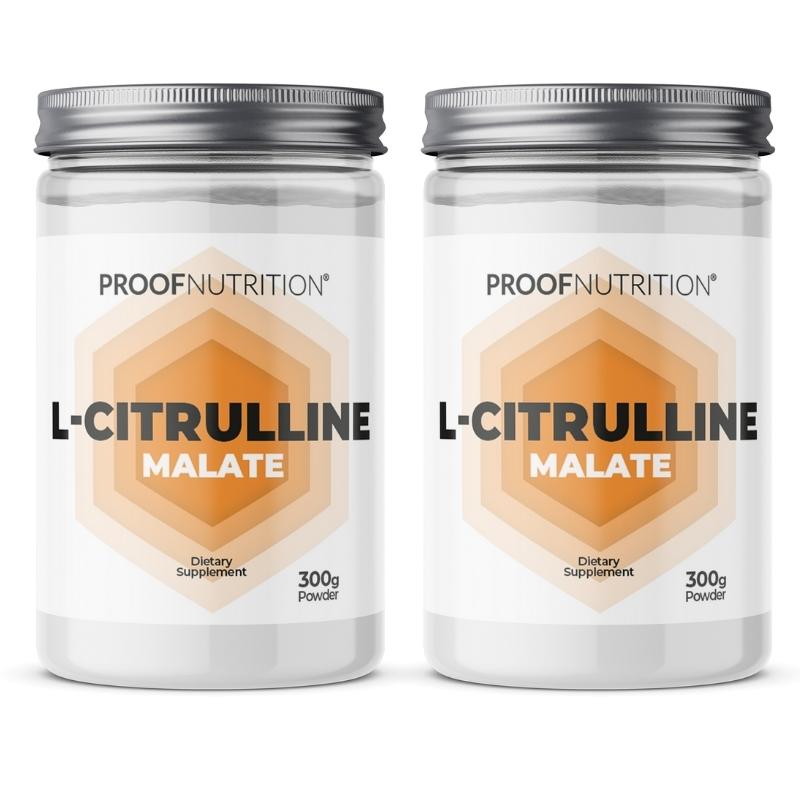 PROOFNUTRITION®
L-CITRULLINE
MALATE
Dietary
Supplement
300g
Powder
PROOFNUTRITION®
L-CITRULLINE
MALATE
Dietary
Supplement
300g
Powder